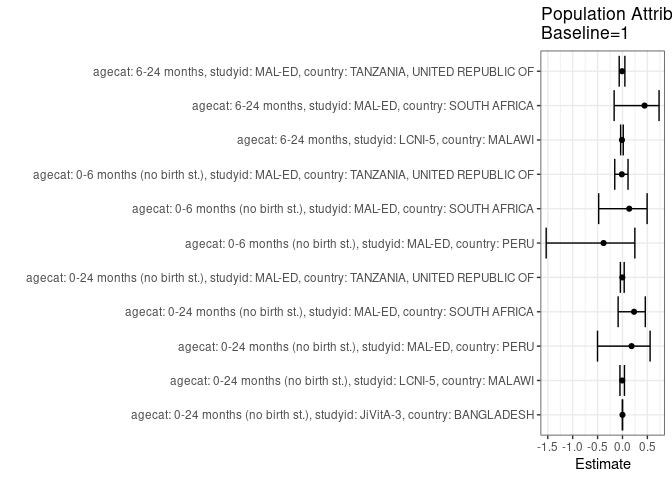 Population Attrib
Baseline=1
agecat: 6-24 months, studyid: MAL-ED, country: TANZANIA, UNITED REPUBLIC OF
agecat: 6-24 months, studyid: MAL-ED, country: SOUTH AFRICA
agecat: 6-24 months, studyid: LCNI-5, country: MALAWI
agecat: 0-6 months (no birth st.), studyid: MAL-ED, country: TANZANIA, UNITED REPUBLIC OF
agecat: 0-6 months (no birth st.), studyid: MAL-ED, country: SOUTH AFRICA
agecat: 0-6 months (no birth st.), studyid: MAL-ED, country: PERU
agecat: 0-24 months (no birth st.), studyid: MAL-ED, country: TANZANIA, UNITED REPUBLIC OF
agecat: 0-24 months (no birth st.), studyid: MAL-ED, country: SOUTH AFRICA
agecat: 0-24 months (no birth st.), studyid: MAL-ED, country: PERU
agecat: 0-24 months (no birth st.), studyid: LCNI-5, country: MALAWI
agecat: 0-24 months (no birth st.), studyid: JiVitA-3, country: BANGLADESH
-1.5 -1.0 -0.5 0.0 0.5
Estimate